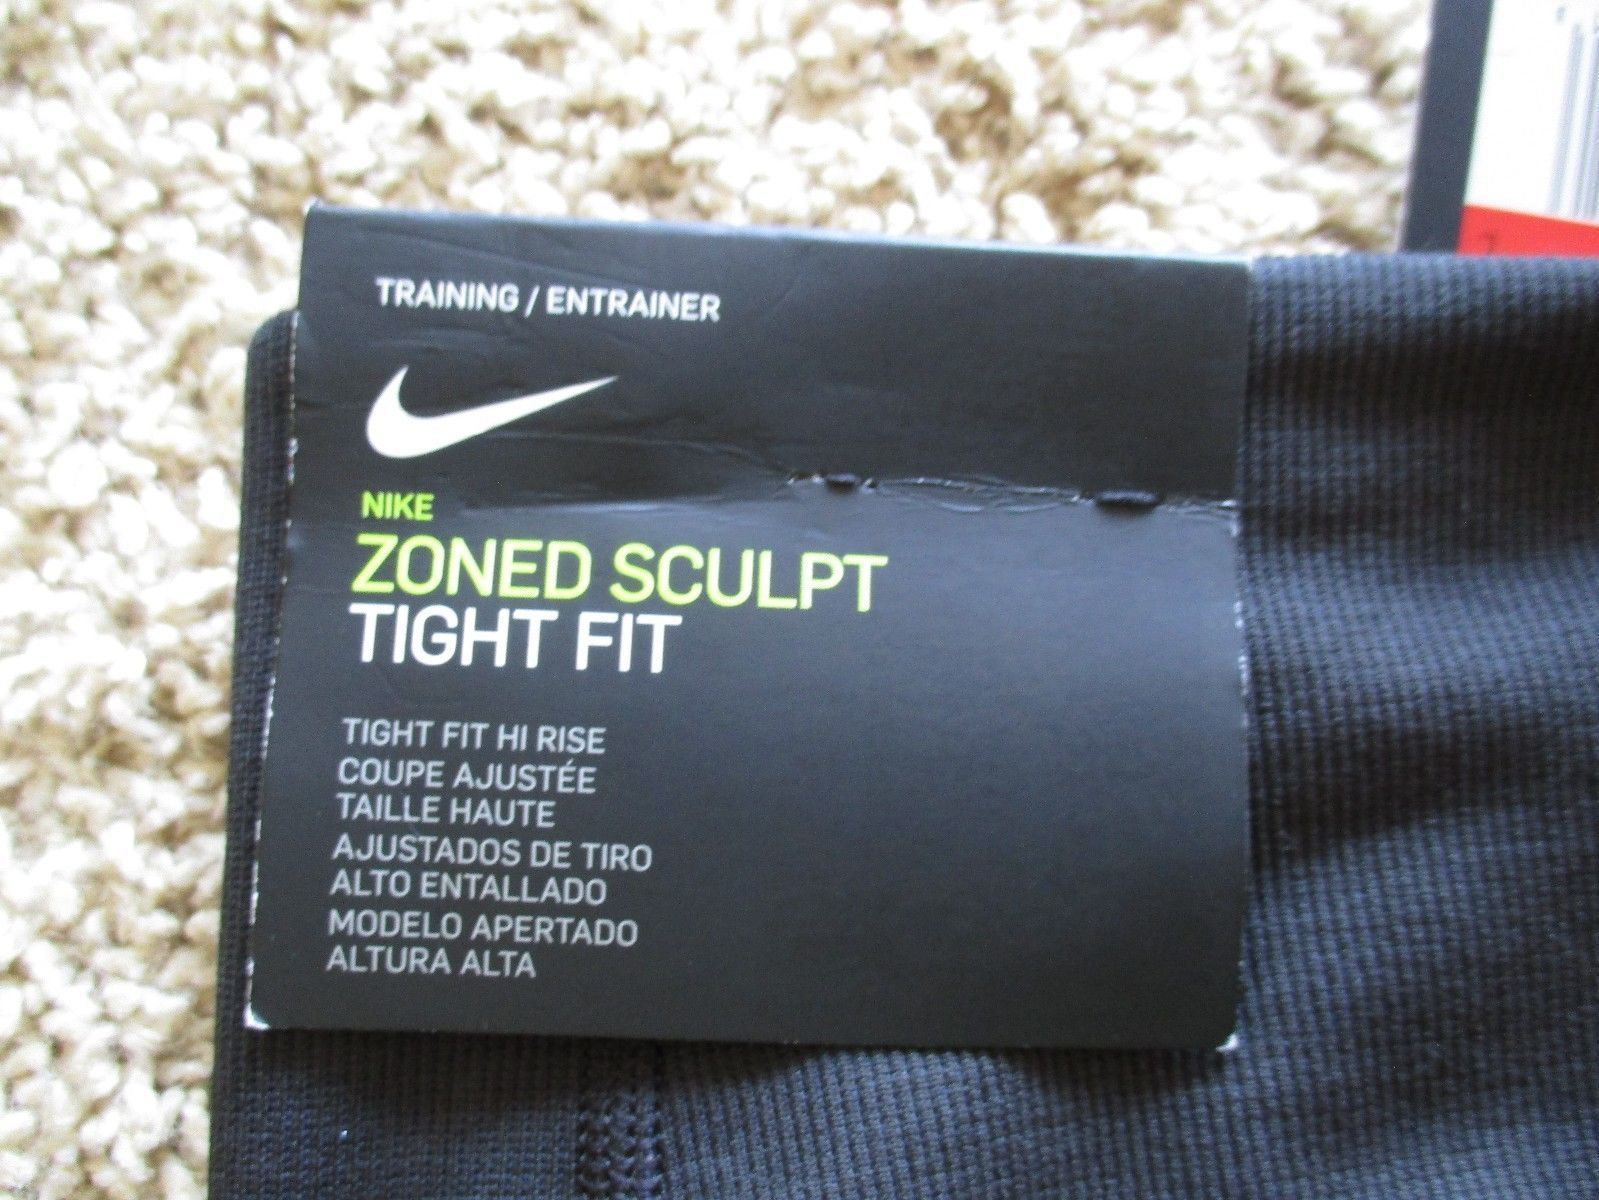 TRAINING / ENTRAINER
NIKE
ZONED SCULPT
TIGHT FIT
TIGHT FIT HI RISE
COUPE AJUSTÉE
TAILLE HAUTE
AJUSTADOS DE TIRO
ALTO ENTALLADO
MODELO APERTADO
ALTURA ALTA